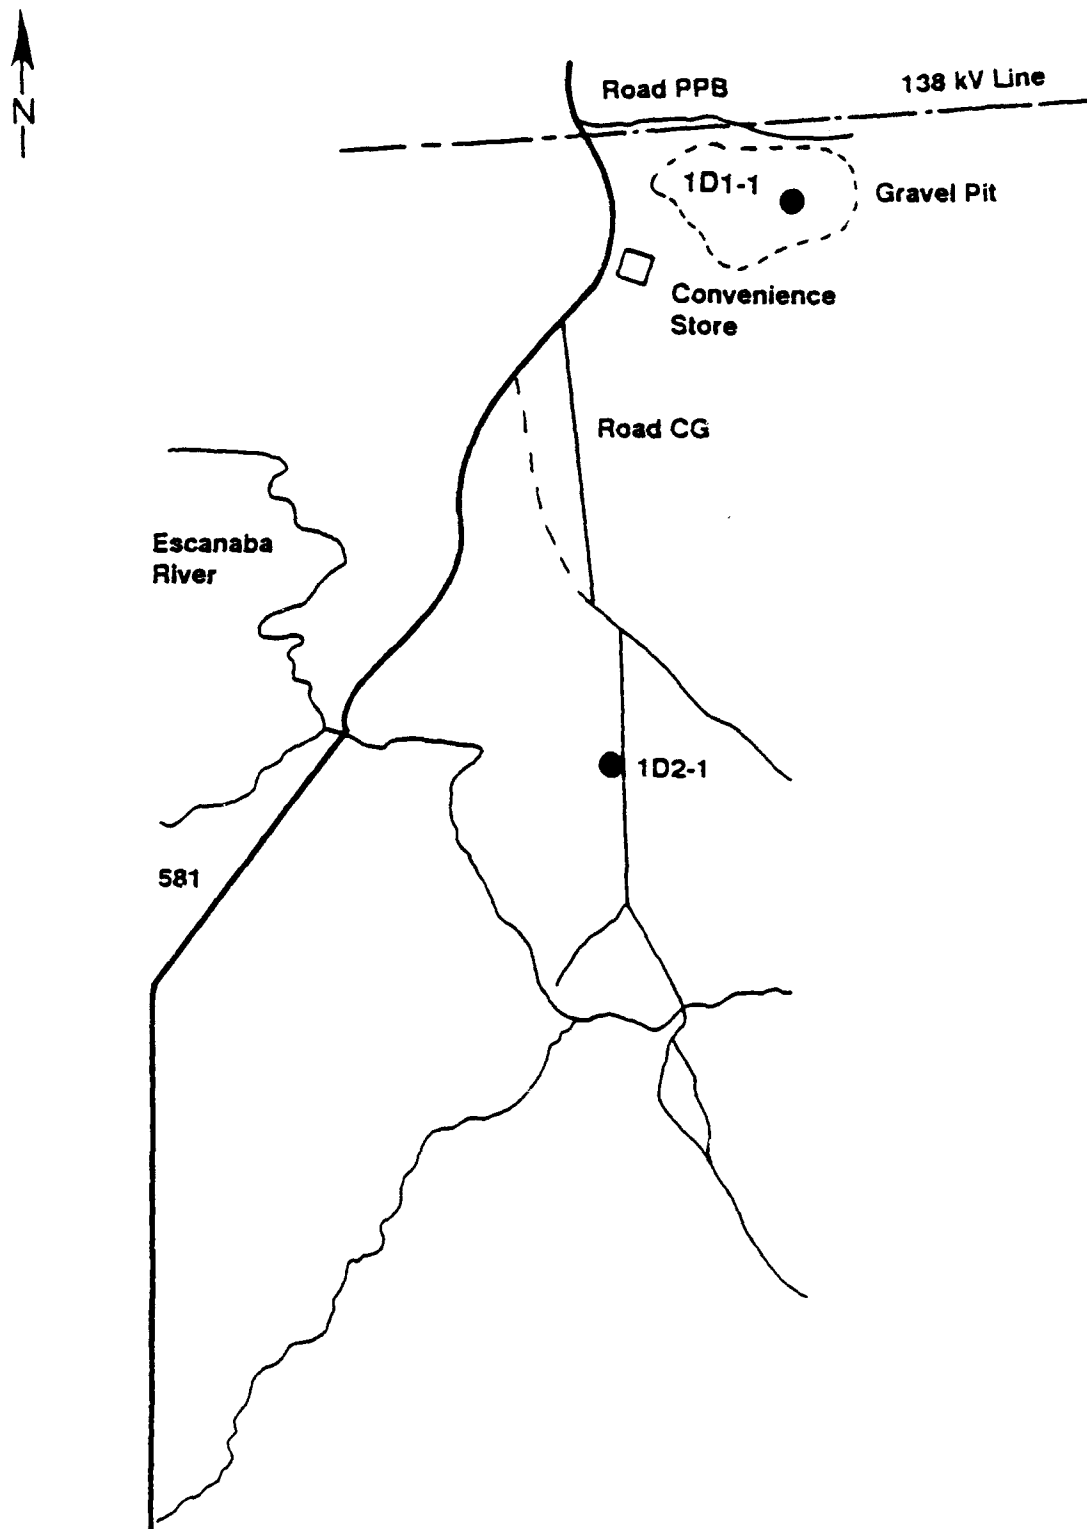 N
Road PPB
138 kV Line
1D1-1
Gravel Pit
Convenience
Store
Road CG
Escanaba
River
1D2-1
581